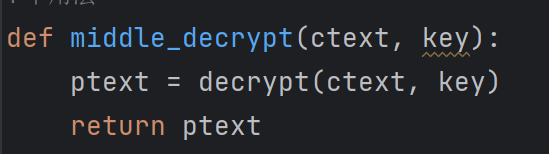 def middle_decrypt(ctext, key):
    ptext = decrypt(ctext, key)
    return ptext